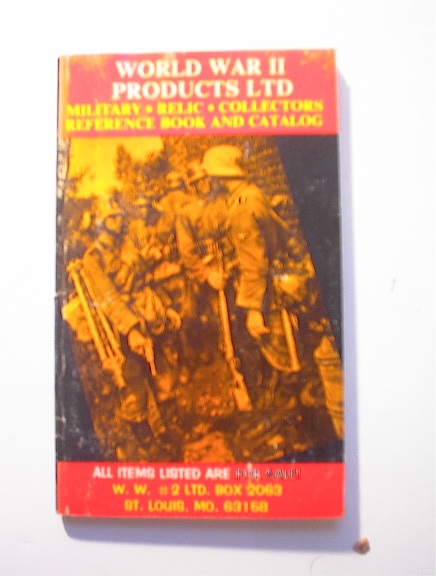 WORLD WAR II
PRODUCTS LTD
MILITARY • RELIC • COLLECTORS
REFERENCE BOOK AND CATALOG
ALL ITEMS LISTED ARE
W. W. # 2 LTD. BOX 2063
ST. LOUIS, MO. 63158